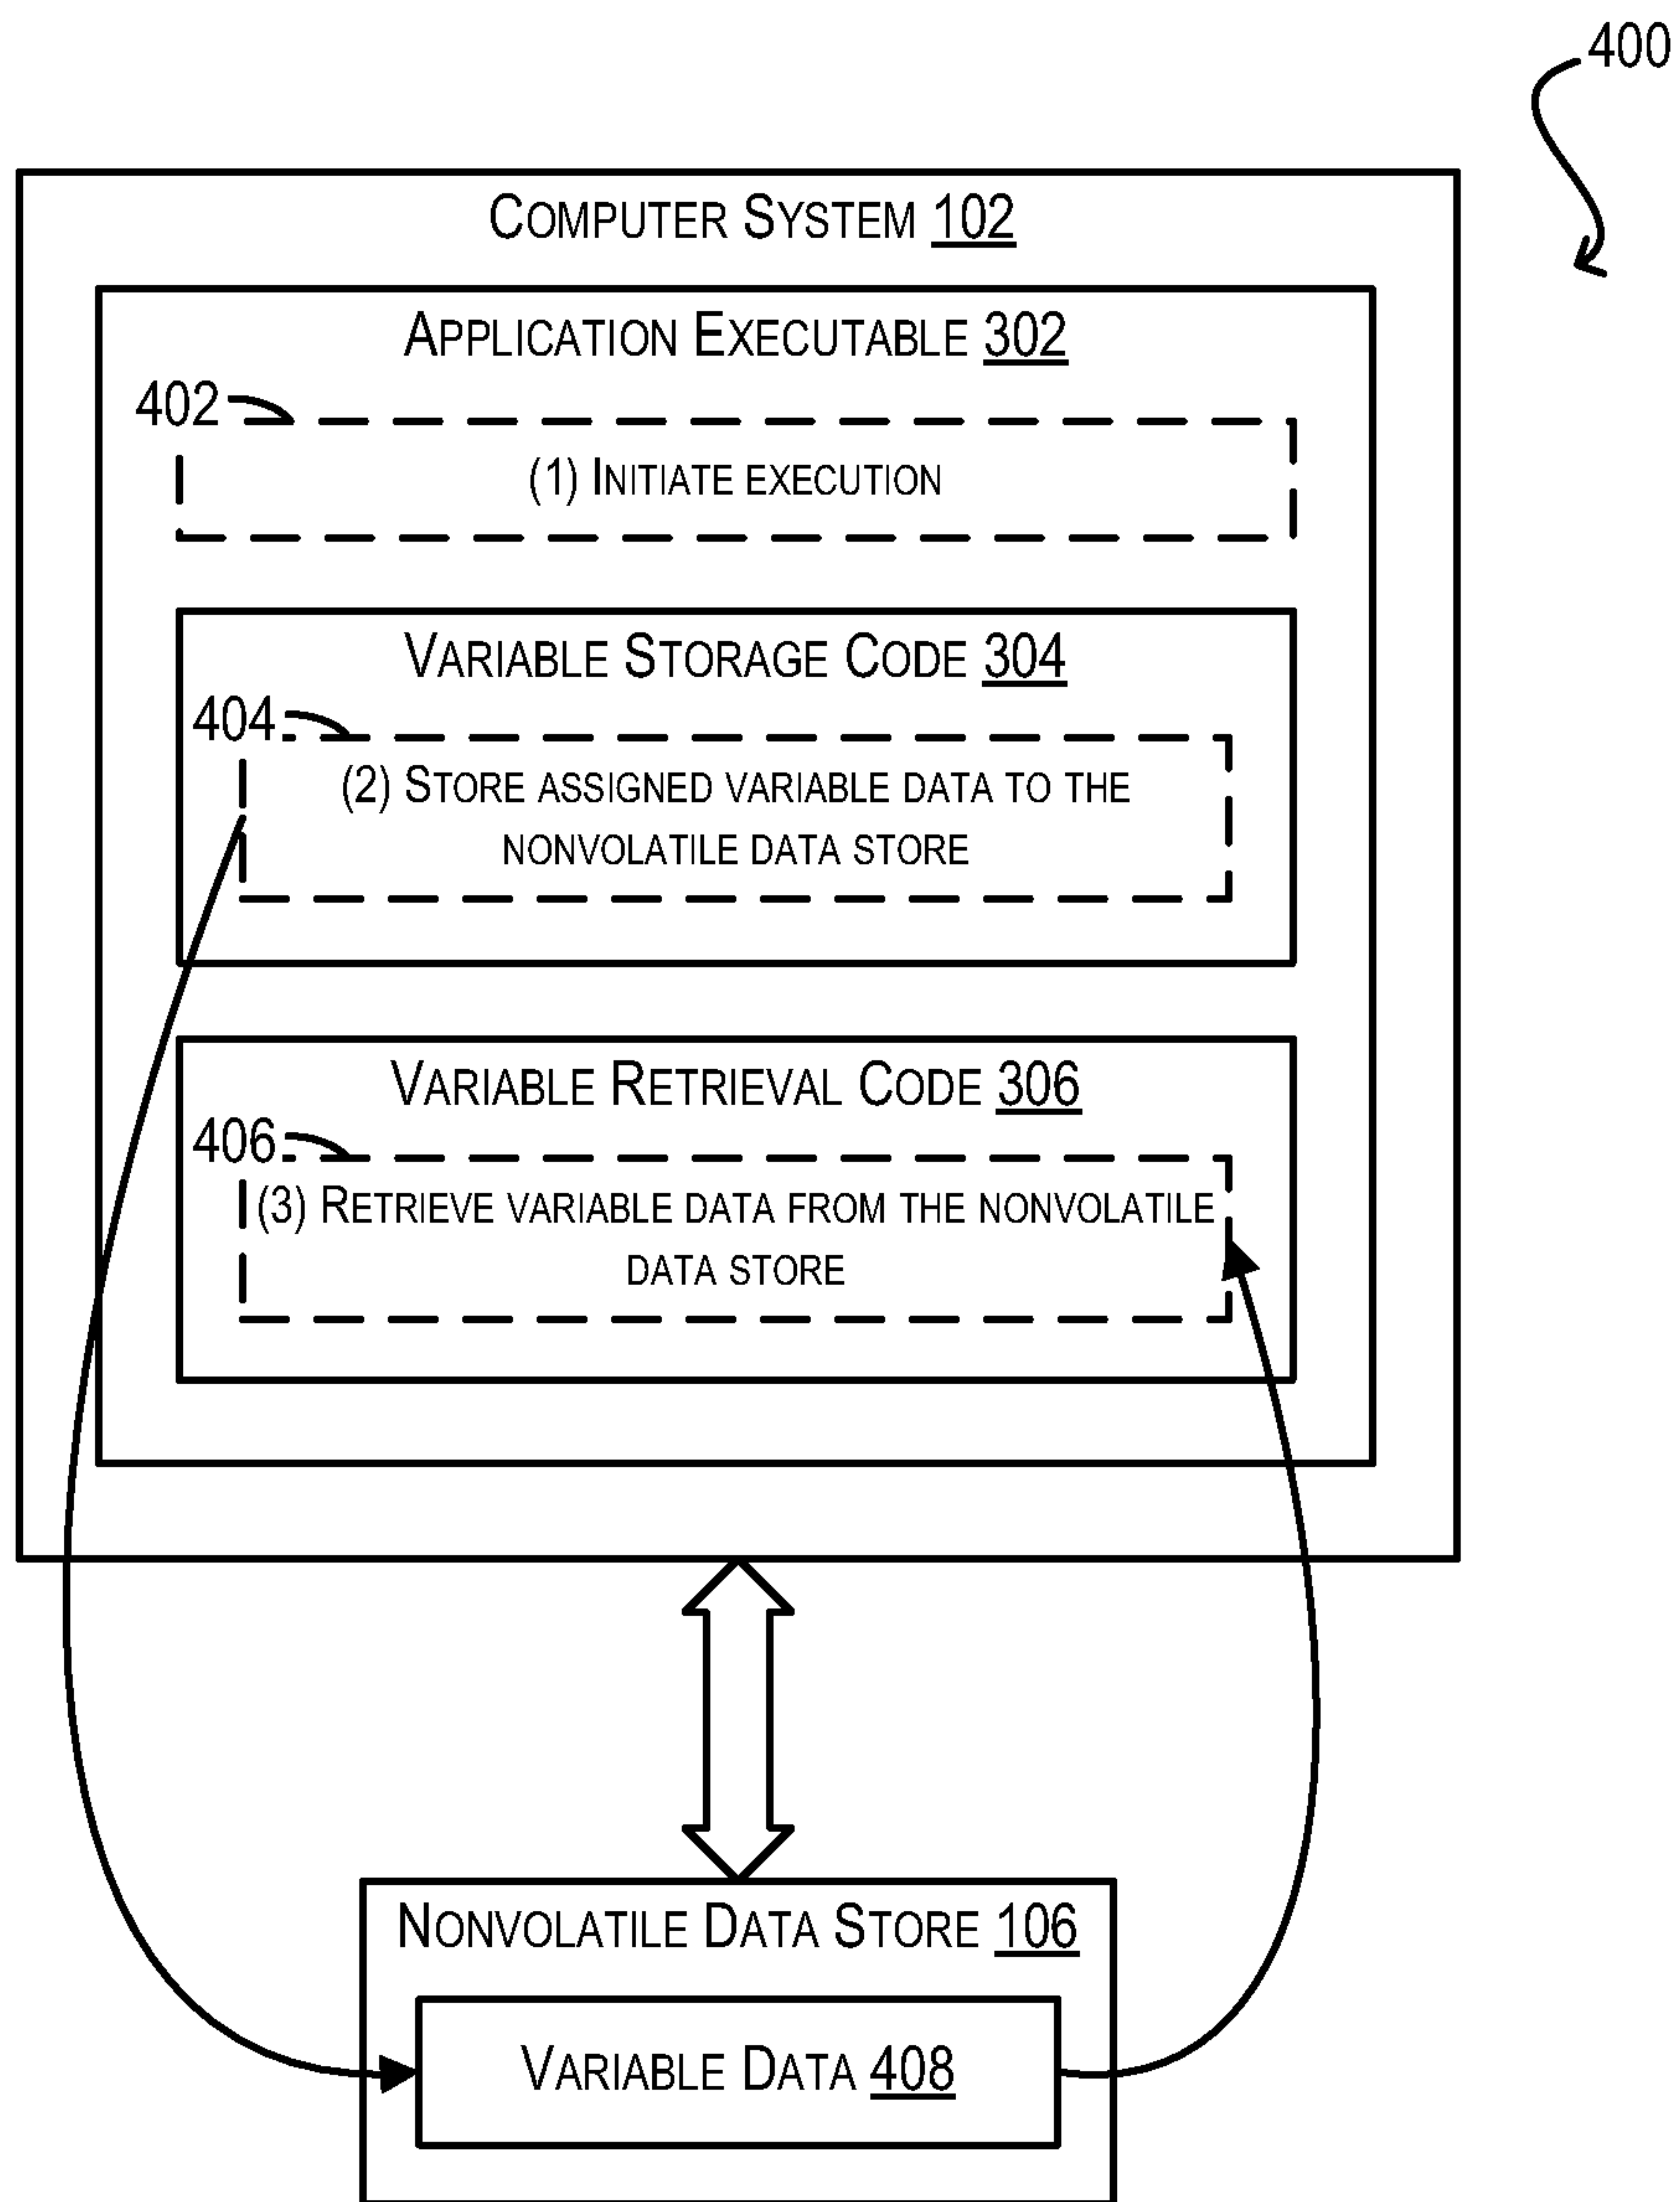 400
COMPUTER SYSTEM 102
APPLICATION EXECUTABLE 302
402
(1) INITIATE EXECUTION
VARIABLE STORAGE CODE 304
404
(2) STORE ASSIGNED VARIABLE DATA TO THE
NONVOLATILE DATA STORE
VARIABLE RETRIEVAL CODE 306
406
(3) RETRIEVE VARIABLE DATA FROM THE NONVOLATILE
DATA STORE
NONVOLATILE DATA STORE 106
VARIABLE DATA 408